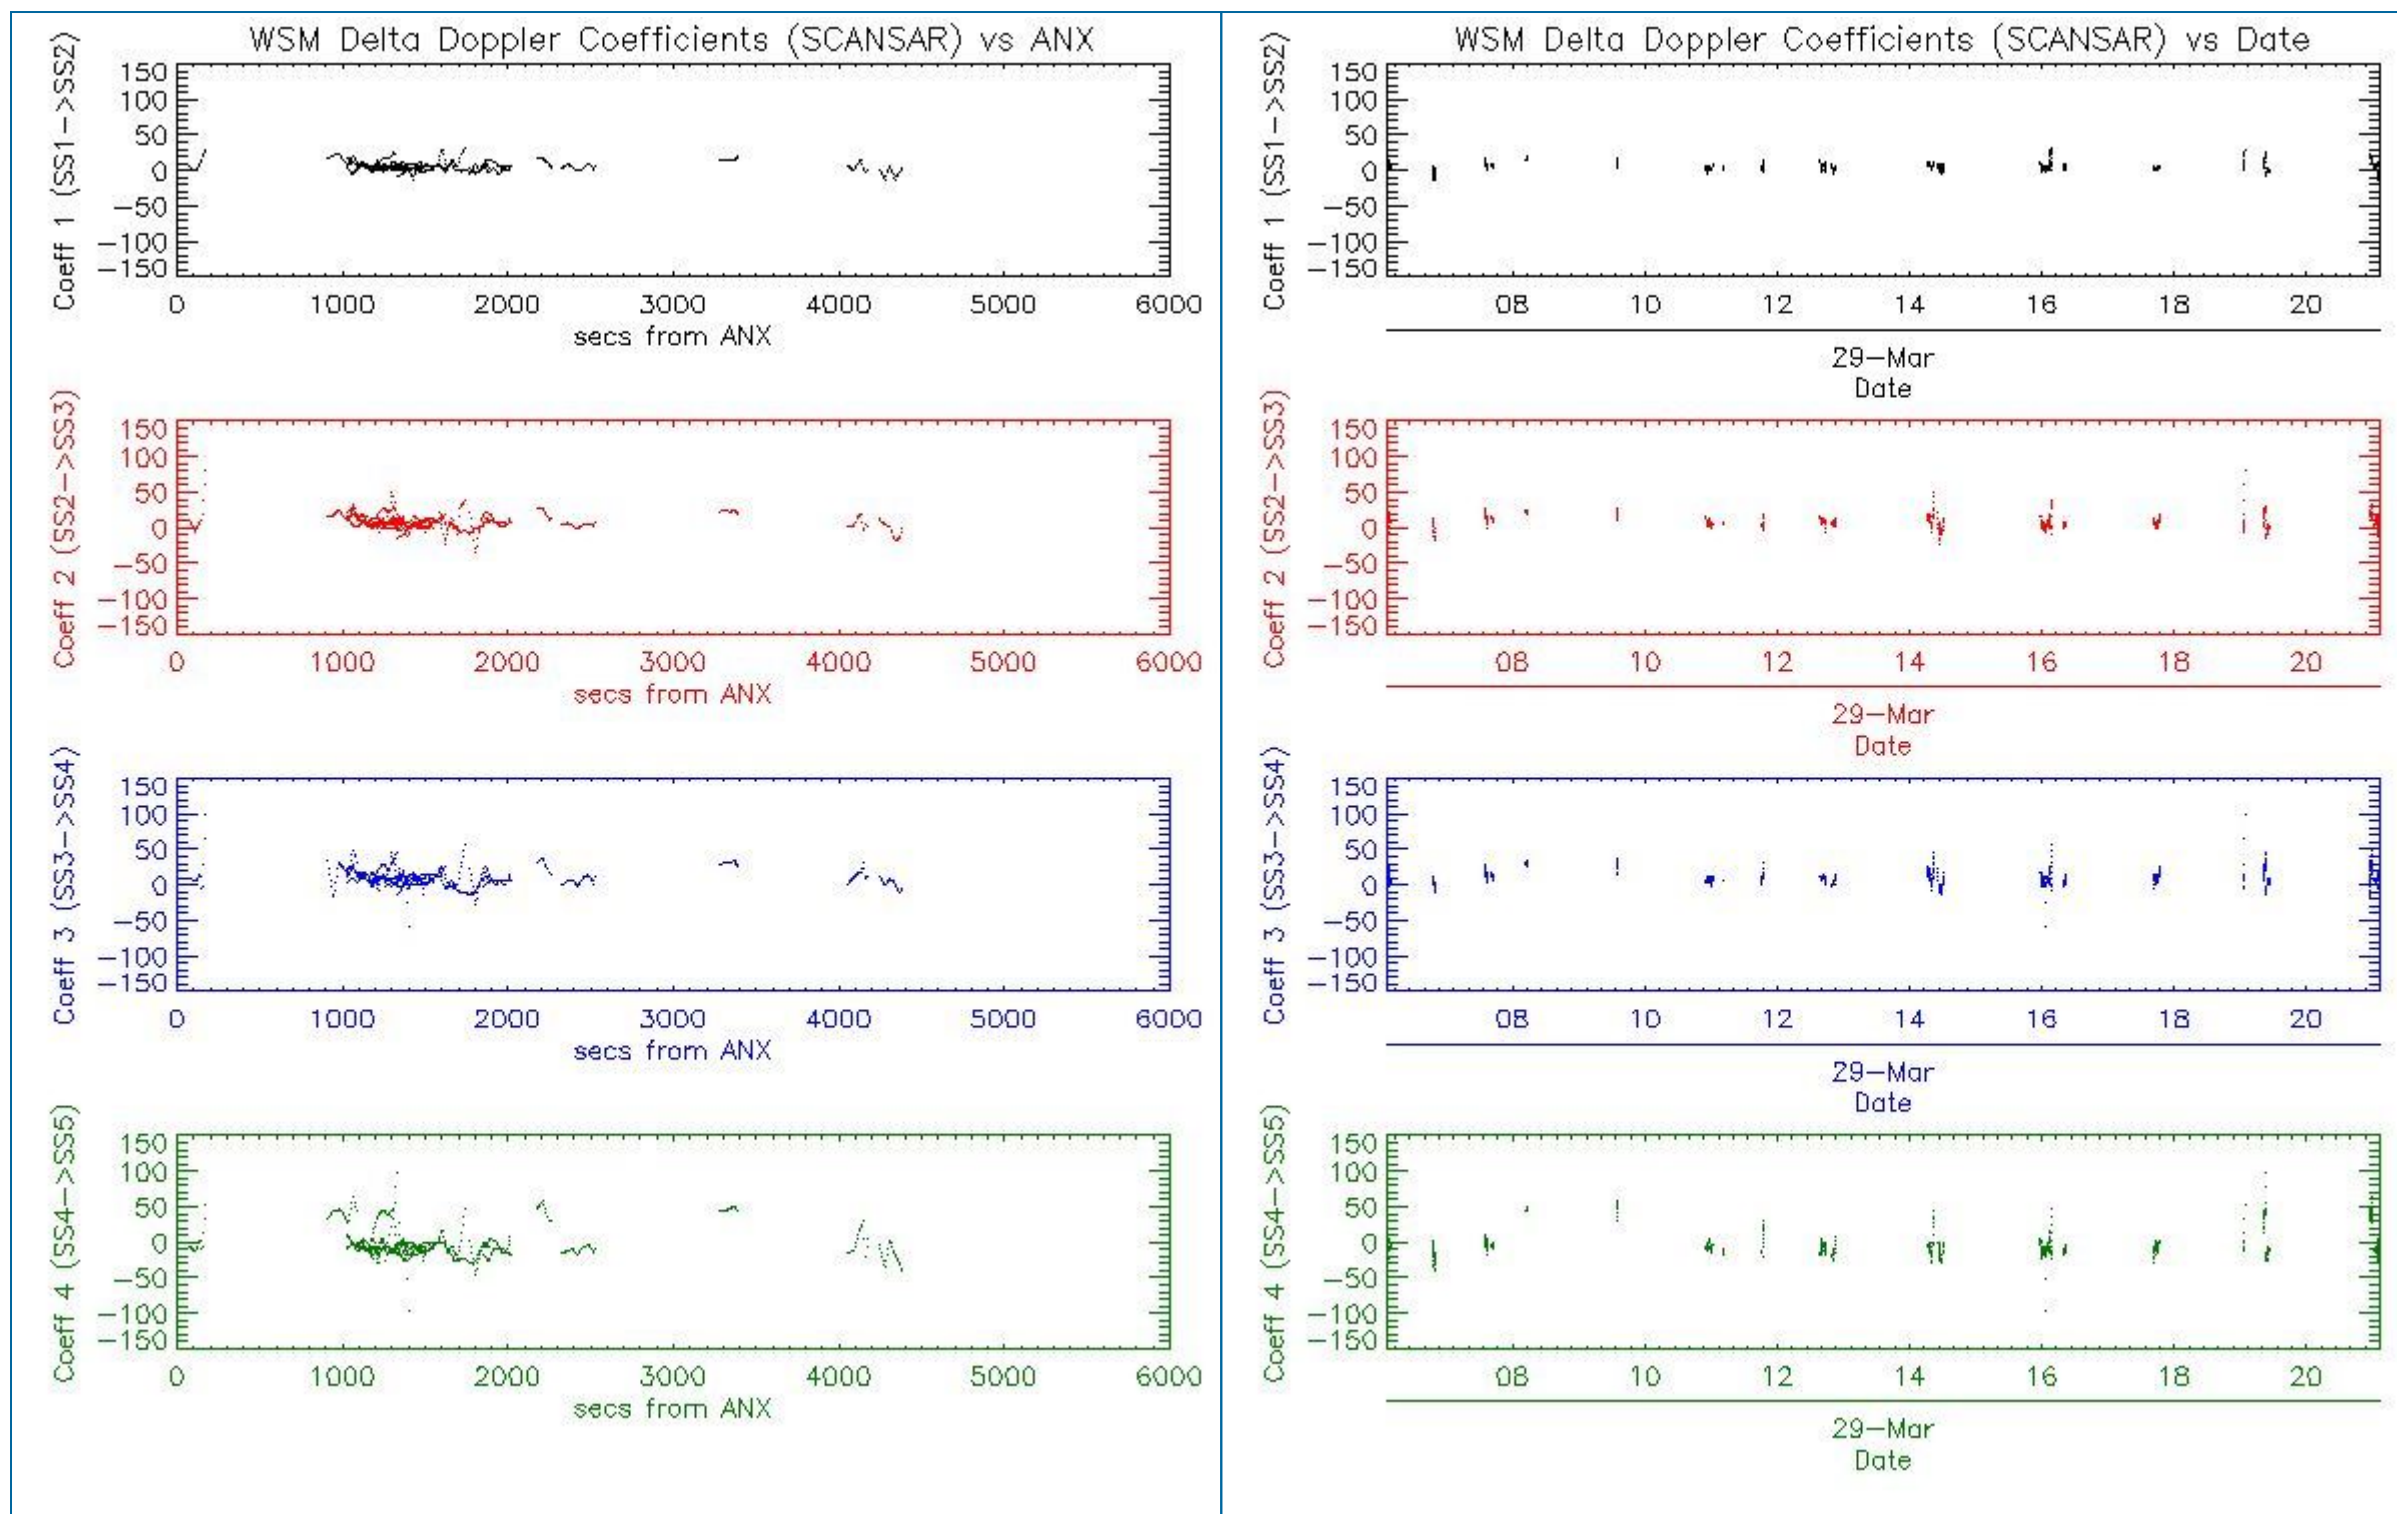 WSM Delta Doppler Coefficients (SCANSAR) vs ANX
Coeff 1 (SS1->SS2)
150
100
50
0
-50
-100
-150
0 1000 2000 3000 4000 5000 6000
secs from ANX
Coeff 2 (SS2->SS3)
150
100
50
0
-50
-100
-150
0 1000 2000 3000 4000 5000 6000
secs from ANX
Coeff 3 (SS3->SS4)
150
100
50
0
-50
-100
-150
0 1000 2000 3000 4000 5000 6000
secs from ANX
Coeff 4 (SS4->SS5)
150
100
50
0
-50
-100
-150
0 1000 2000 3000 4000 5000 6000
secs from ANX
WSM Delta Doppler Coefficients (SCANSAR) vs Date
Coeff 1 (SS1->SS2)
150
100
50
0
-50
-100
-150
08 10 12 14 16 18 20
29-Mar
Date
Coeff 2 (SS2->SS3)
150
100
50
0
-50
-100
-150
08 10 12 14 16 18 20
29-Mar
Date
Coeff 3 (SS3->SS4)
150
100
50
0
-50
-100
-150
08 10 12 14 16 18 20
29-Mar
Date
Coeff 4 (SS4->SS5)
150
100
50
0
-50
-100
-150
08 10 12 14 16 18 20
29-Mar
Date